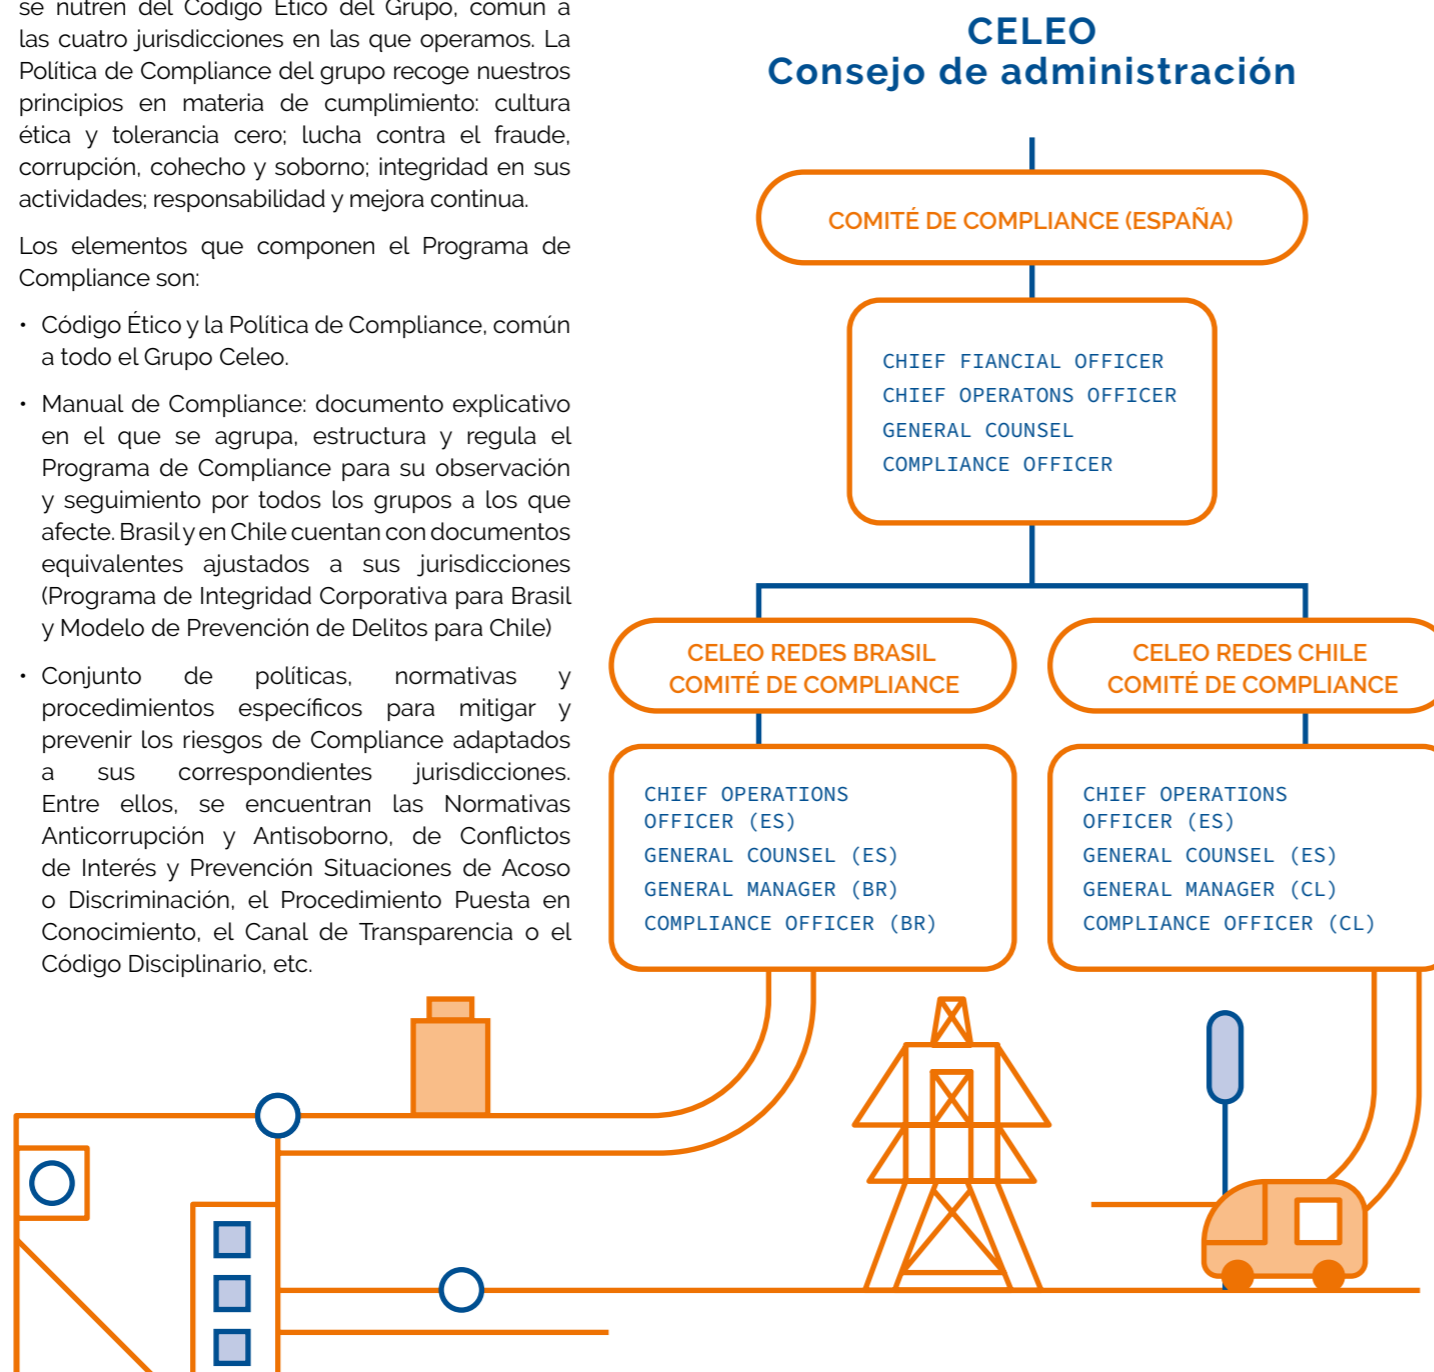 se nutren del Código Ético del Grupo, común a
las cuatro jurisdicciones en las que operamos. La
Política de Compliance del grupo recoge nuestros
principios en materia de cumplimiento: cultura
ética y tolerancia cero; lucha contra el fraude,
corrupción, cohecho y soborno; integridad en sus
actividades; responsabilidad y mejora continua.
Los elementos que componen el Programa de
Compliance son:
• Código Ético y la Política de Compliance, común
a todo el Grupo Celeo.
• Manual de Compliance: documento explicativo
en el que se agrupa, estructura y regula el
Programa de Compliance para su observación
y seguimiento por todos los grupos a los que
afecte. Brasil y en Chile cuentan con documentos
equivalentes ajustados a sus jurisdicciones
(Programa de Integridad Corporativa para Brasil
y Modelo de Prevención de Delitos para Chile)
• Conjunto de políticas, normativas y
procedimientos específicos para mitigar y
prevenir los riesgos de Compliance adaptados
a sus correspondientes jurisdicciones.
Entre ellos, se encuentran las Normativas
Anticorrupción y Antisoborno, de Conflictos
de Interés y Prevención Situaciones de Acoso
o Discriminación, el Procedimiento Puesta en
Conocimiento, el Canal de Transparencia o el
Código Disciplinario, etc.
CELEO
Consejo de administración
COMITÉ DE COMPLIANCE (ESPAÑA)
CHIEF FIANCIAL OFFICER
CHIEF OPERATONS OFFICER
GENERAL COUNSEL
COMPLIANCE OFFICER
CELEO REDES BRASIL
COMITÉ DE COMPLIANCE
CHIEF OPERATIONS
OFFICER (ES)
GENERAL COUNSEL (ES)
GENERAL MANAGER (BR)
COMPLIANCE OFFICER (BR)
CELEO REDES CHILE
COMITÉ DE COMPLIANCE
CHIEF OPERATIONS
OFFICER (ES)
GENERAL COUNSEL (ES)
GENERAL MANAGER (CL)
COMPLIANCE OFFICER (CL)